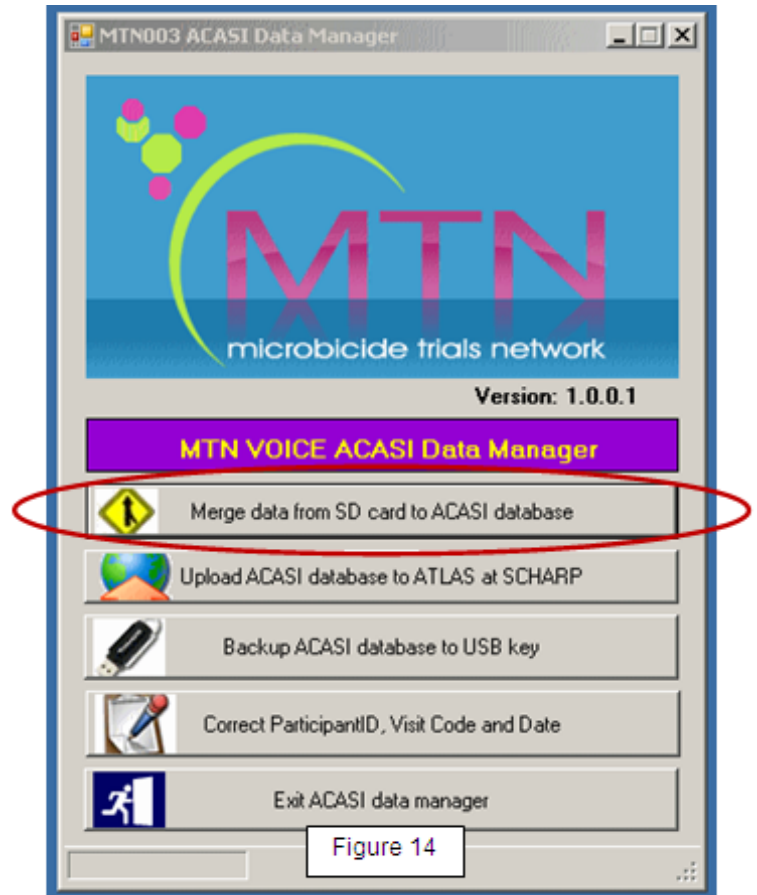 MTN003 ACASI Data Manager
MTN
microbicide trials network
Version: 1.0.0.1
MTN VOICE ACASI Data Manager
Merge data from SD card to ACASI database
Upload ACASI database to ATLAS at SCHARP
Backup ACASI database to USB key
Correct ParticipantID, Visit Code and Date
Exit ACASI data manager
Figure 14